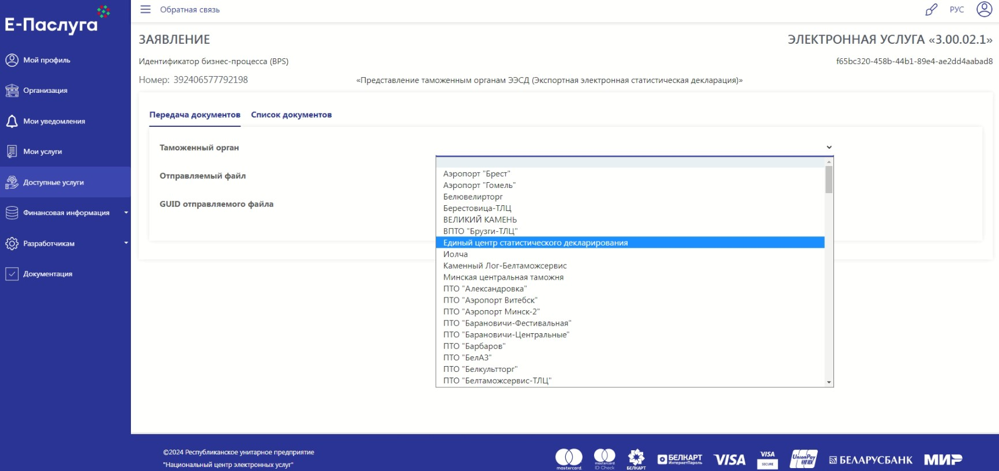 Е-Паслуга
Мой профиль
Организация
Мои уведомления
Мои услуги
Доступные услуги
Финансовая информация
Разработчикам
Документация
Обратная связь
РУС
ЗАЯВЛЕНИЕ
ЭЛЕКТРОННАЯ УСЛУГА «3.00.02.1»
Идентификатор бизнес-процесса (BPS)
f65bc320-458b-44b1-89e4-ae2dd4aabad8
Номер: 392406577792198
«Представление таможенным органам ЭЭСД (Экспортная электронная статистическая декларация)»
Передача документов
Список документов
Таможенный орган
Отправляемый файл
GUID отправляемого файла
Аэропорт "Брест"
Аэропорт "Гомель"
Белювелирторг
Берестовица-ТЛЦ
ВЕЛИКИЙ КАМЕНЬ
ВПТО "Брузги-ТЛЦ"
Единый центр статистического декларирования
Иолча
Каменный Лог-Белтаможсервис
Минская центральная таможня
ПТО "Александровка"
ПТО "Аэропорт Витебск"
ПТО "Аэропорт Минск-2"
ПТО "Барановичи-Фестивальная"
ПТО "Барановичи-Центральные"
ПТО "Барбаров"
ПТО "БелАЗ"
ПТО "Белкультторг"
ПТО "Белтаможсервис-ТЛЦ"
©2024 Республиканское унитарное предприятие
"Национальный центр электронных услуг"
mastercard.
mastercard.
ID Check
БЕЛКАРТ
БЕЛКАРТ
ИнтернетПароль
VISA
VISA
SECURE
UnionPay
银联
БЕЛАРУСБАНК
МИР